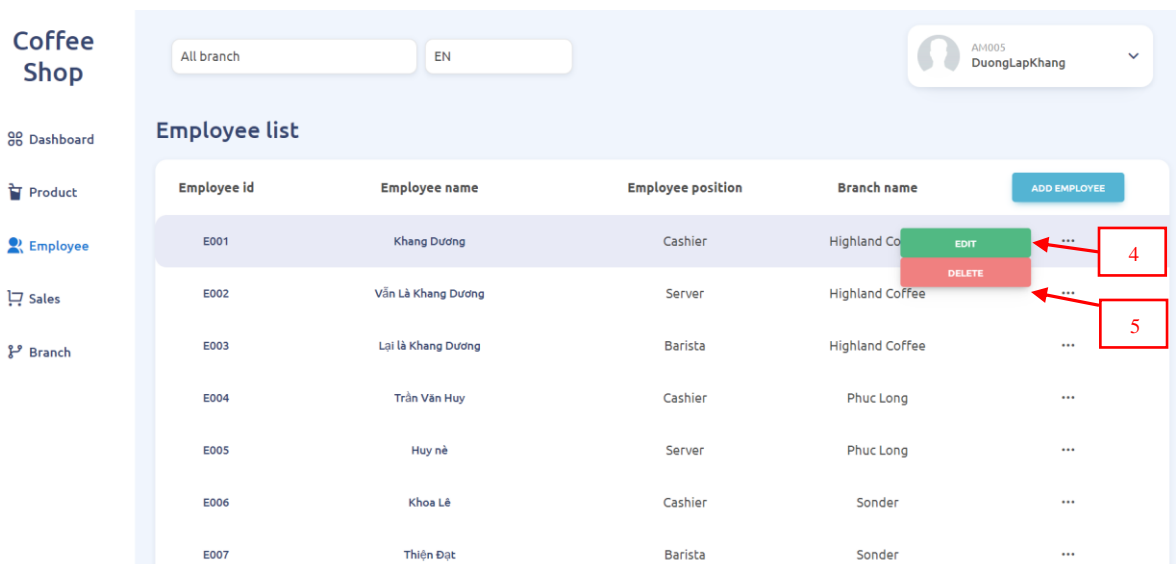 Coffee
Shop
All branch
EN
AM005
DuongLapKhang
Dashboard
Product
Employee
Sales
Branch
Employee list
Employee id Employee name Employee position Branch name ADD EMPLOYEE
E001 Khang Dương Cashier Highland Co EDIT ... 4
DELETE
E002 Vẫn Là Khang Dương Server Highland Coffee ...
5
E003 Lại là Khang Dương Barista Highland Coffee ...
E004 Trần Văn Huy Cashier Phuc Long ...
E005 Huy nè Server Phuc Long ...
E006 Khoa Lê Cashier Sonder ...
E007 Thiện Đạt Barista Sonder ...